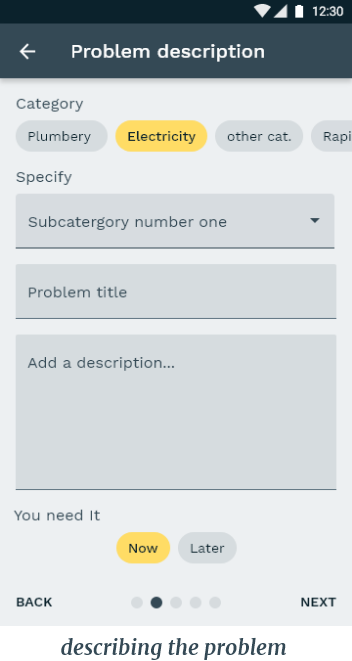 12:30
Problem description
Category
Plumbery Electricity other cat. Rapi
Specify
Subcatergory number one
Problem title
Add a description...
You need It
Now Later
BACK NEXT
describing the problem